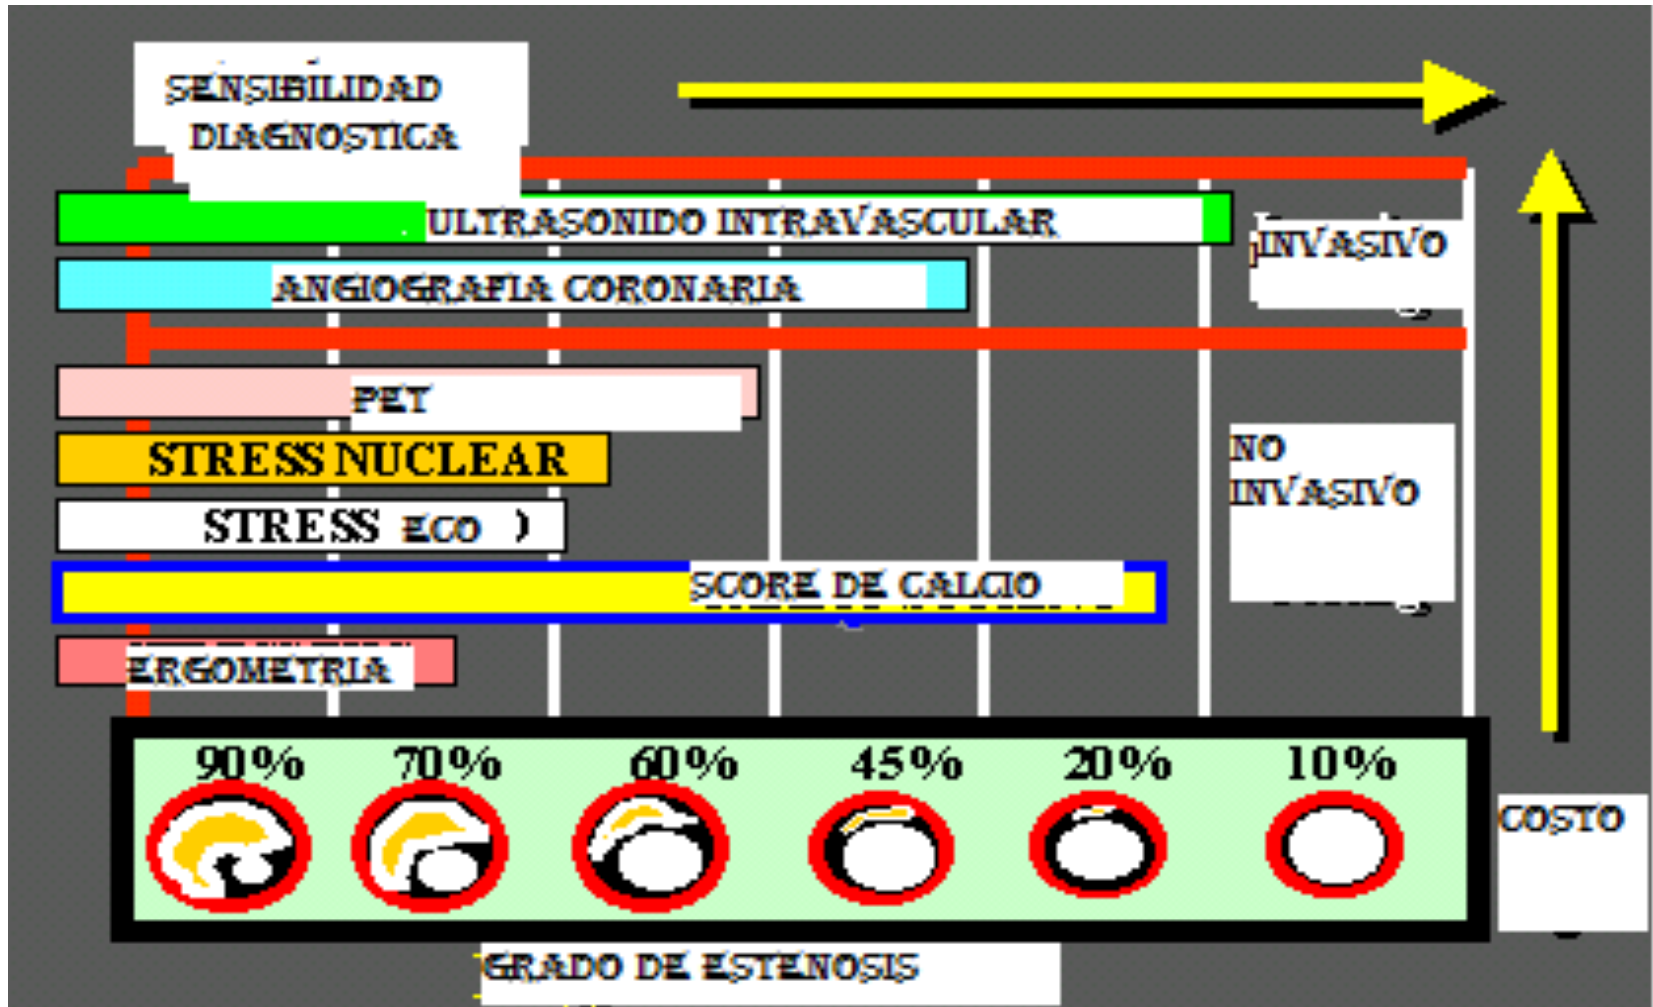 SENSIBILIDAD
DIAGNOSTICA
ULTRASONIDO INTRAVASCULAR
INVASIVO
ANGIOGRAFIA CORONARIA
PET
STRESS NUCLEAR
NO
INVASIVO
STRESS ECO )
SCORE DE CALCIO
ERGOMETRIA
90% 70% 60% 45% 20% 10%
COSTO
GRADO DE ESTENOSIS